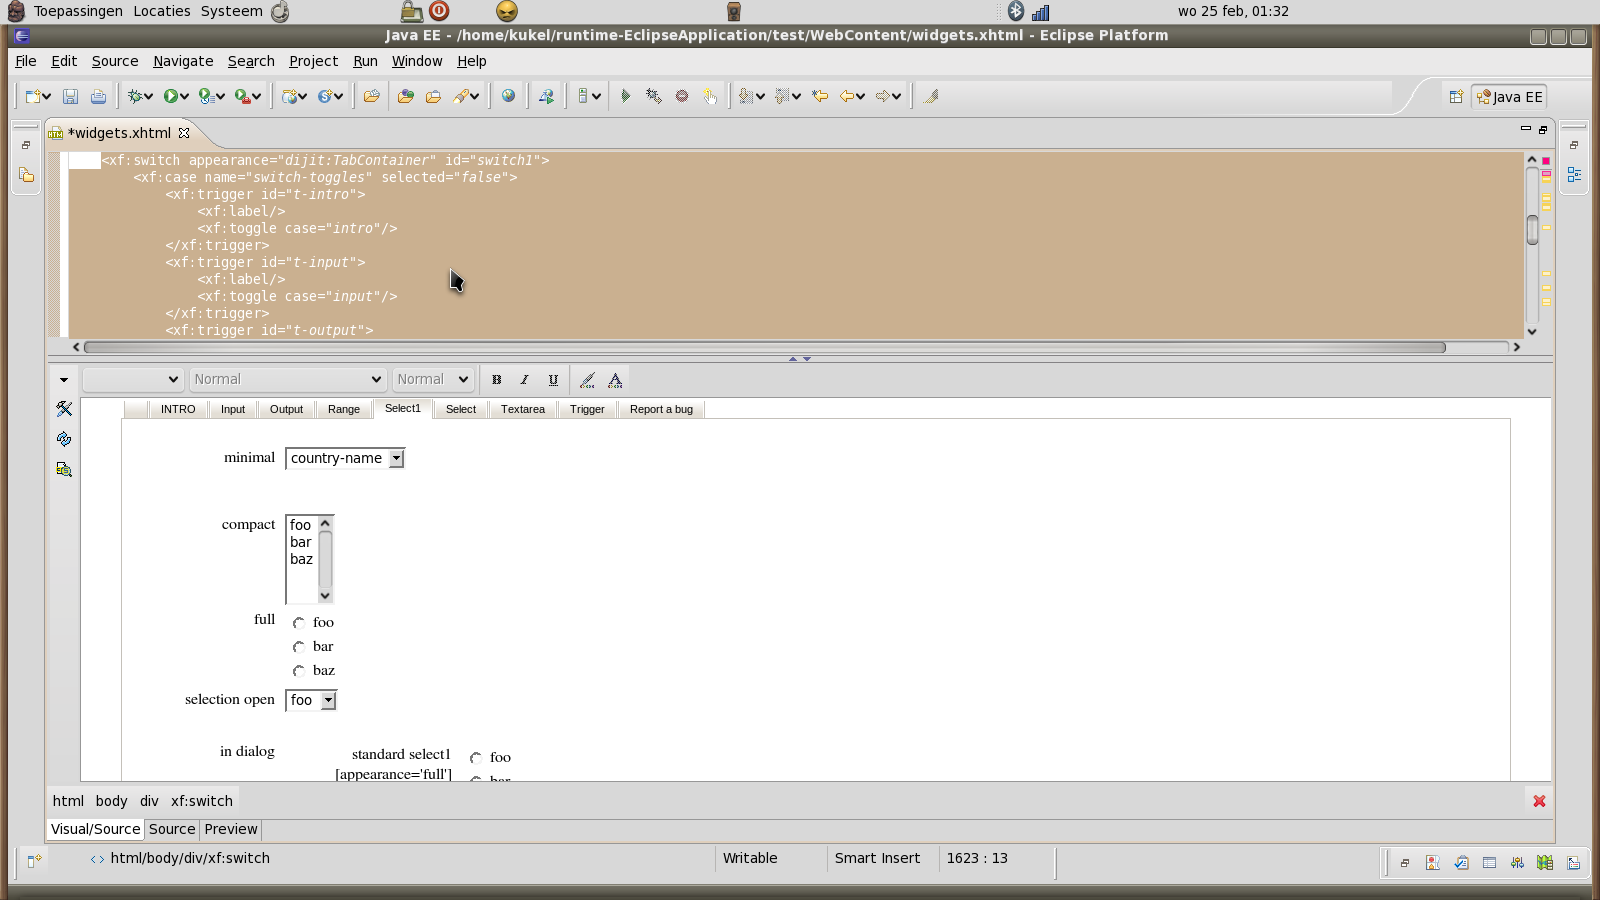 Toepassingen Locaties Systeem wo 25 feb, 01:32
Java EE - /home/kukel/runtime-EclipseApplication/test/WebContent/widgets.xhtml - Eclipse Platform
File Edit Source Navigate Search Project Run Window Help
Java EE
*widgets.xhtml
<xf:switch appearance="dijit:TabContainer" id="switch1">
<xf:case name="switch-toggles" selected="false">
<xf:trigger id="t-intro">
<xf:label/>
<xf:toggle case="intro"/>
</xf:trigger>
<xf:trigger id="t-input">
<xf:label/>
<xf:toggle case="input"/>
</xf:trigger>
<xf:trigger id="t-output">
Normal Normal B I U A
INTRO Input Output Range Select1 Select Textarea Trigger Report a bug
minimal country-name
compact foo
bar
baz
full foo
bar
baz
selection open foo
in dialog standard select1 foo
[appearance='full'] bar
html body div xf:switch
Visual/Source Source Preview
html/body/div/xf:switch Writable Smart Insert 1623 : 13